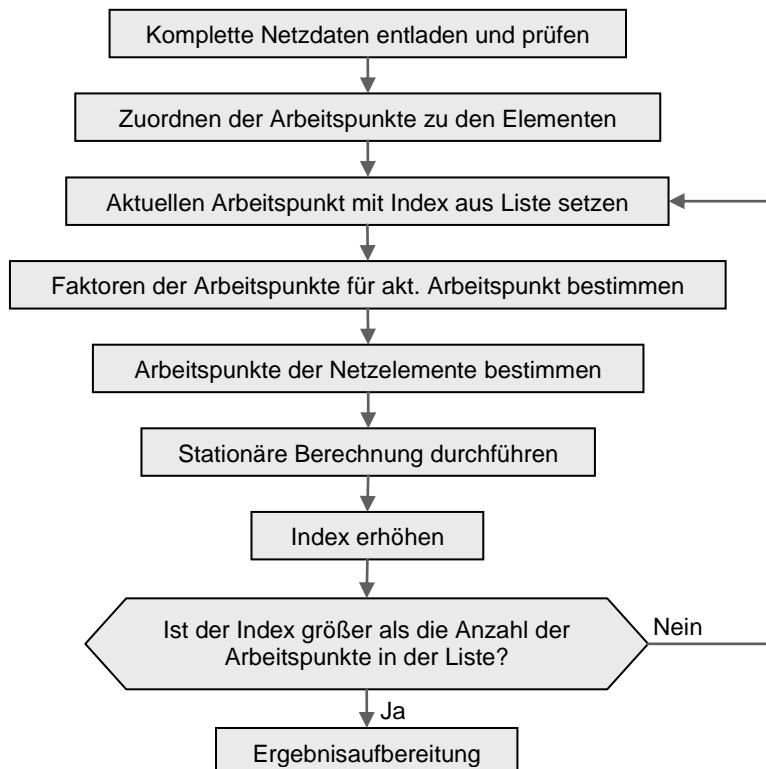 Komplette Netzdaten entladen und prüfen
Zuordnen der Arbeitspunkte zu den Elementen
Aktuellen Arbeitspunkt mit Index aus Liste setzen
Faktoren der Arbeitspunkte für akt. Arbeitspunkt bestimmen
Arbeitspunkte der Netzelemente bestimmen
Stationäre Berechnung durchführen
Index erhöhen
Ist der Index größer als die Anzahl der
Arbeitspunkte in der Liste?
Nein
Ja
Ergebnisaufbereitung